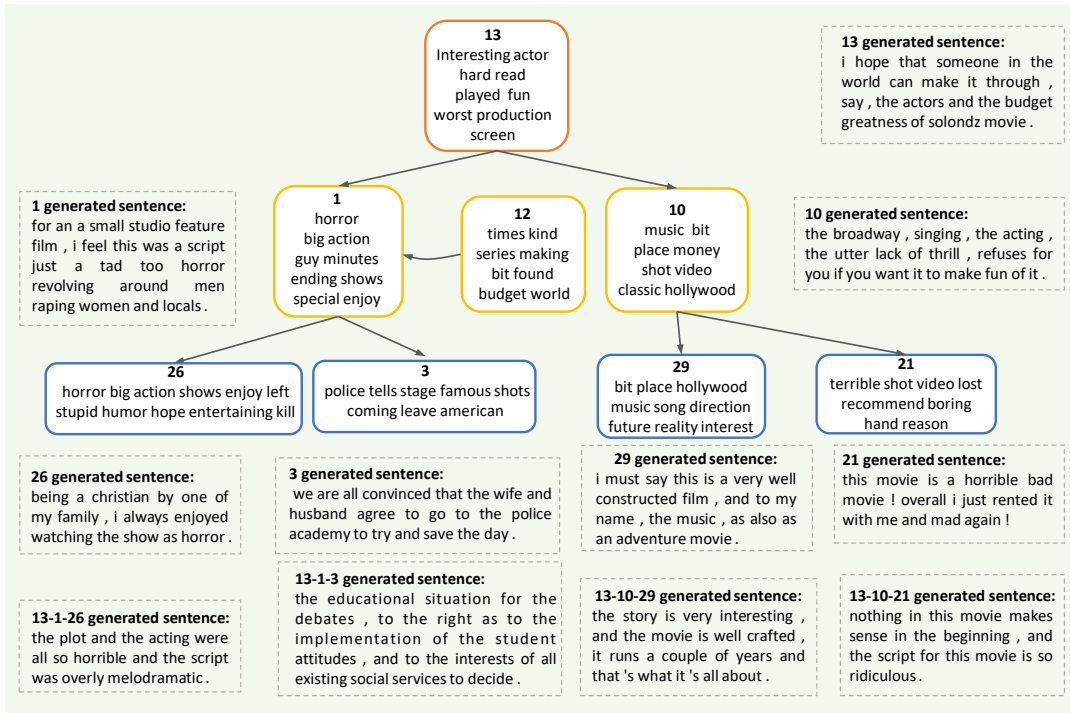 13
Interesting actor
hard read
played fun
worst production
screen
13 generated sentence:
i hope that someone in the
world can make it through ,
say , the actors and the budget
greatness of solondz movie .
1 generated sentence:
for an a small studio feature
film , i feel this was a script
just a tad too horror
revolving around men
raping women and locals .
1
horror
big action
guy minutes
ending shows
special enjoy
12
times kind
series making
bit found
budget world
10
music bit
place money
shot video
classic hollywood
10 generated sentence:
the broadway , singing , the acting ,
the utter lack of thrill , refuses for
you if you want it to make fun of it .
26
horror big action shows enjoy left
stupid humor hope entertaining kill
3
police tells stage famous shots
coming leave american
29
bit place hollywood
music song direction
future reality interest
21
terrible shot video lost
recommend boring
hand reason
26 generated sentence:
being a christian by one of
my family , i always enjoyed
watching the show as horror .
3 generated sentence:
we are all convinced that the wife and
husband agree to go to the police
academy to try and save the day .
29 generated sentence:
i must say this is a very well
constructed film , and to my
name , the music , as also as
an adventure movie .
21 generated sentence:
this movie is a horrible bad
movie ! overall i just rented it
with me and mad again !
13-1-26 generated sentence:
the plot and the acting were
all so horrible and the script
was overly melodramatic .
13-1-3 generated sentence:
the educational situation for the
debates , to the right as to the
implementation of the student
attitudes , and to the interests of all
existing social services to decide .
13-10-29 generated sentence:
the story is very interesting ,
and the movie is well crafted ,
it runs a couple of years and
that 's what it 's all about .
13-10-21 generated sentence:
nothing in this movie makes
sense in the beginning , and
the script for this movie is so
ridiculous .